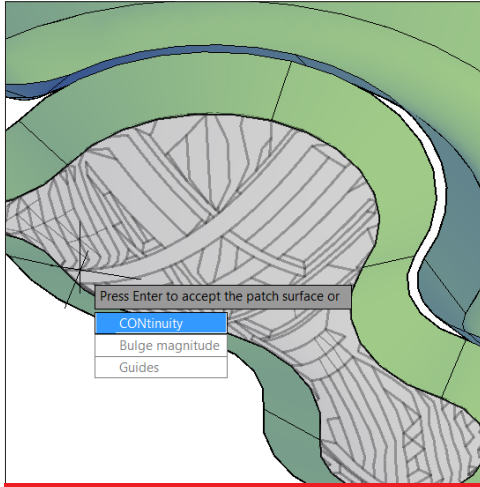 Press Enter to accept the patch surface or
CONtinuity
Bulge magnitude
Guides